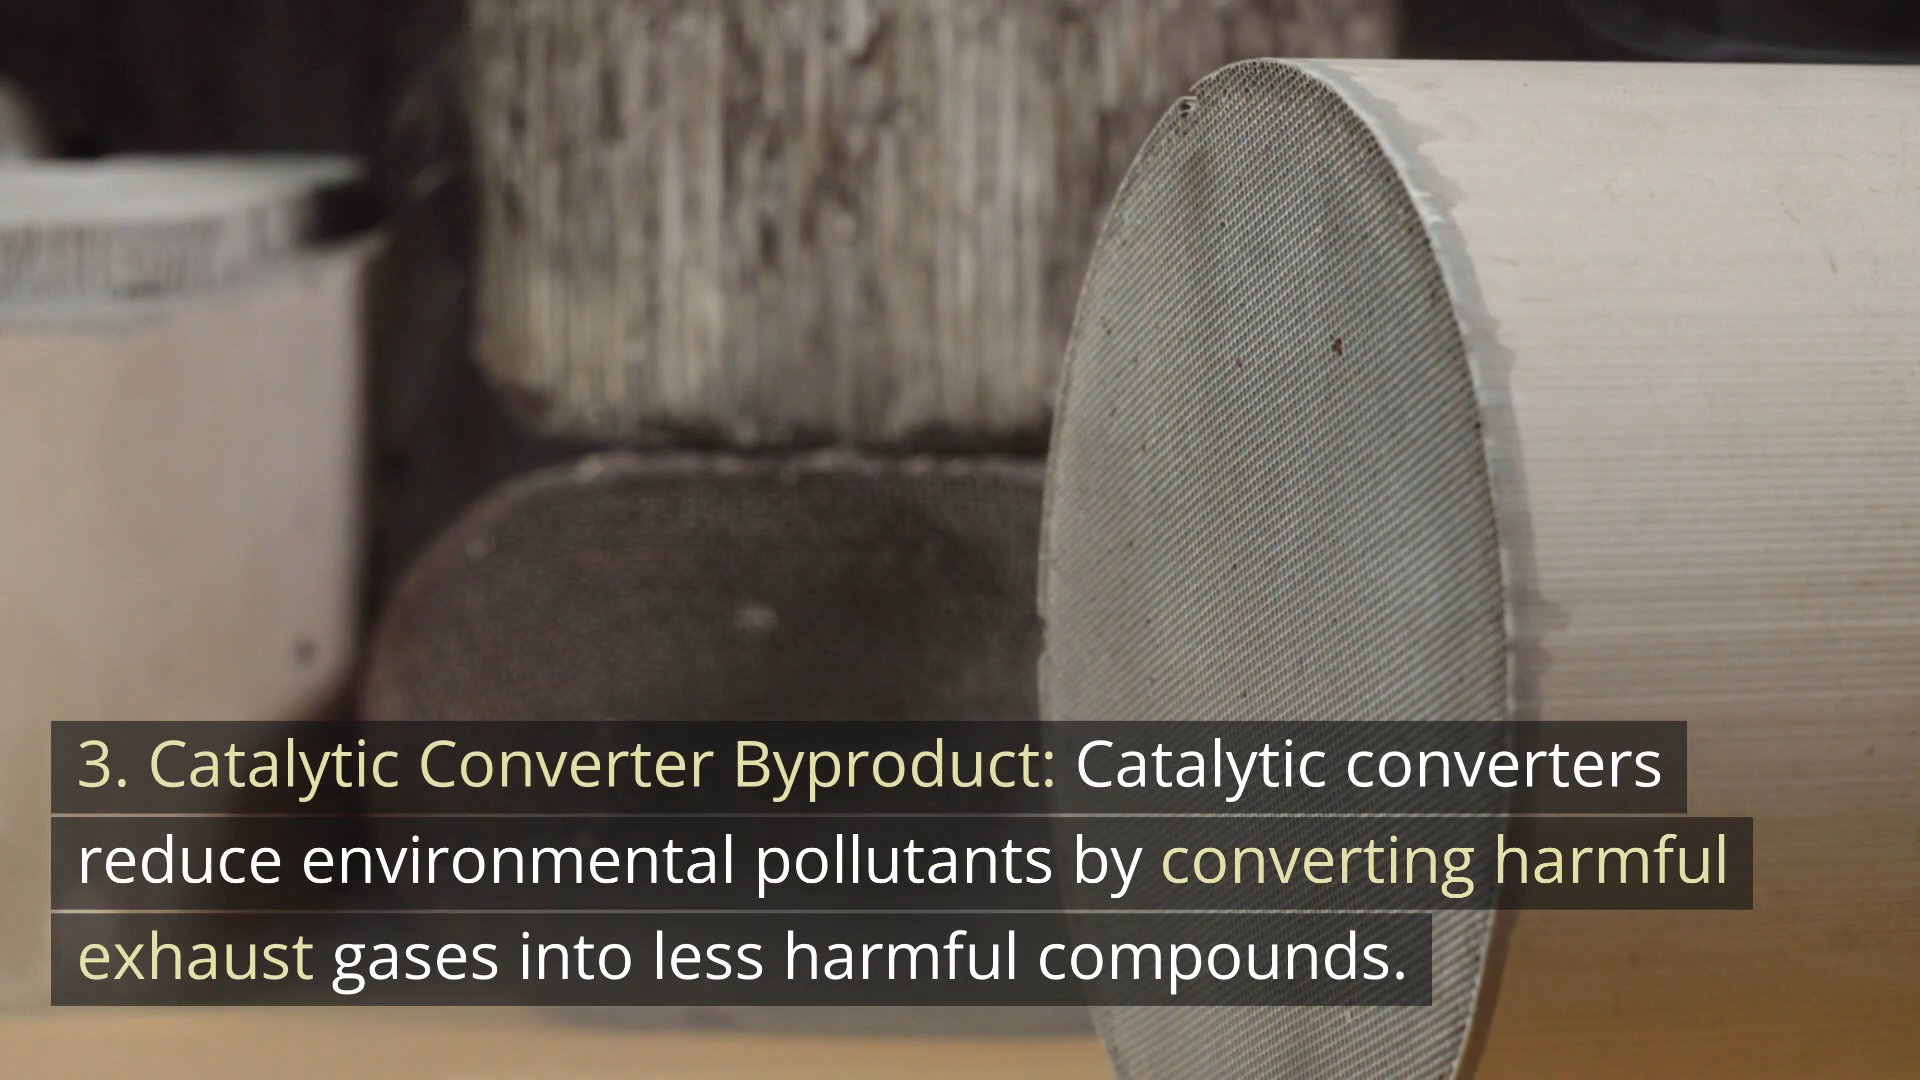 3. Catalytic Converter Byproduct: Catalytic converters
reduce environmental pollutants by converting harmful
exhaust gases into less harmful compounds.